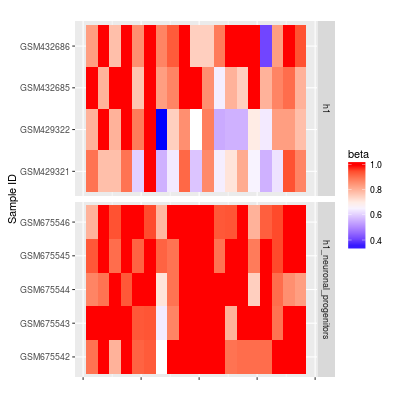 GSM432686
GSM432685
GSM429322
GSM429321
h1
GSM675546
GSM675545
GSM675544
GSM675543
GSM675542
h1_neuronal_progenitors
Sample ID
beta
1.0
0.8
0.6
0.4